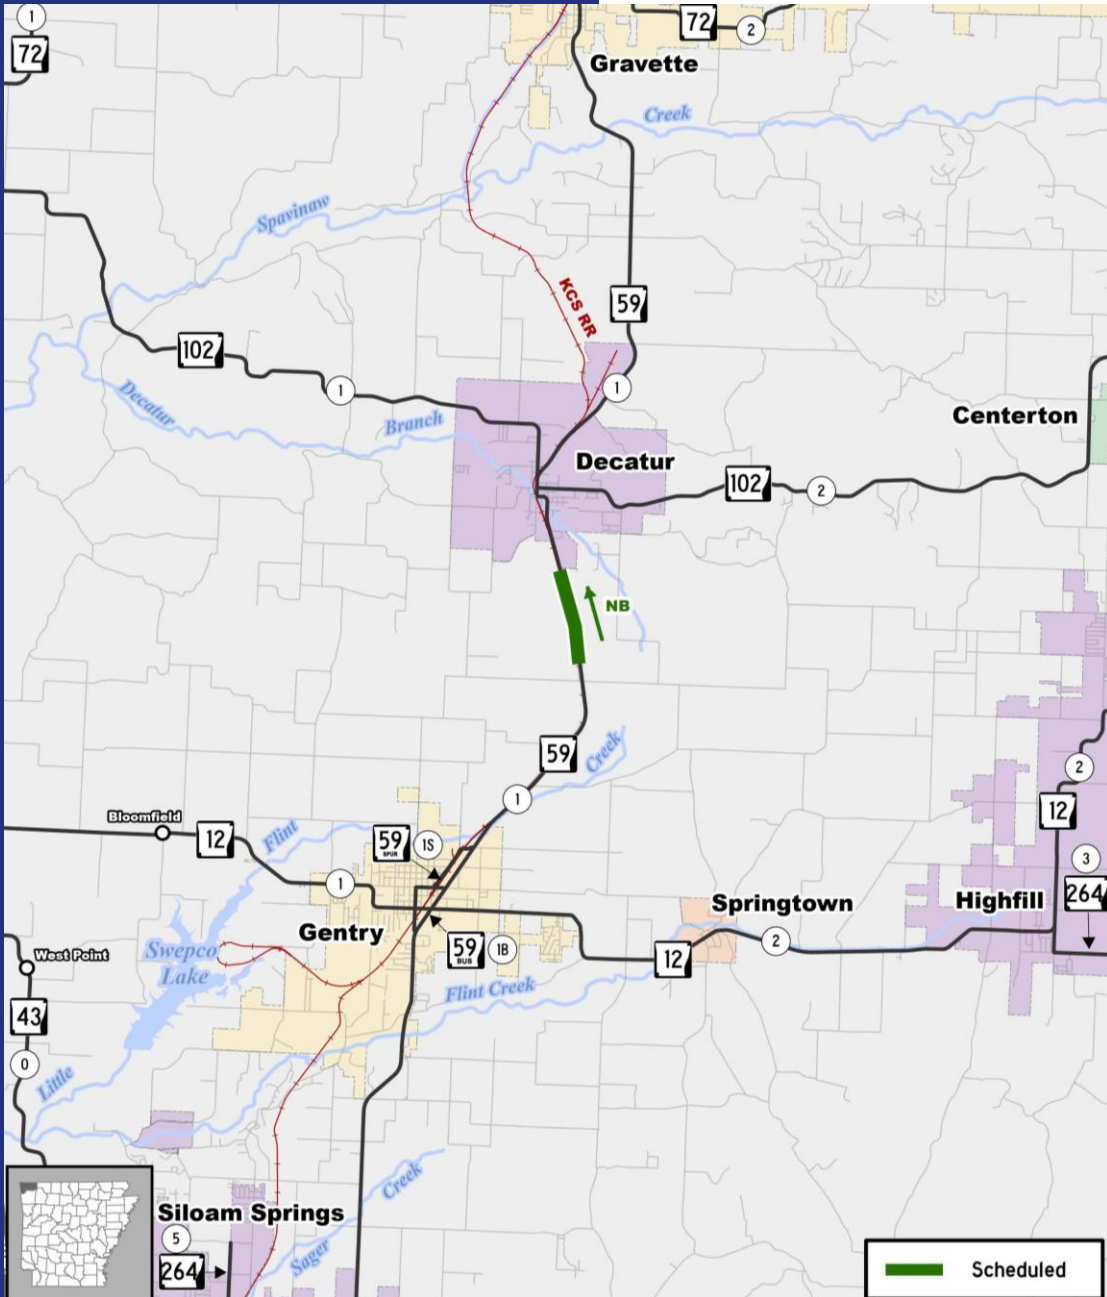 1
72
72
2
Gravette
Creek
Spavinaw
59
KCS RR
102
1
1
Decatur
Branch
Centerton
Decatur
102
2
NB
59
Creek
1
2
12
Bloomfield
12
Flint
59
SPUR
1S
3
264
1
Springtown
Highfill
Gentry
59
BUS
1B
2
12
West Point
Swepco
Lake
Flint Creek
43
0
Little
Creek
Siloam Springs
5
264
Sager
Scheduled